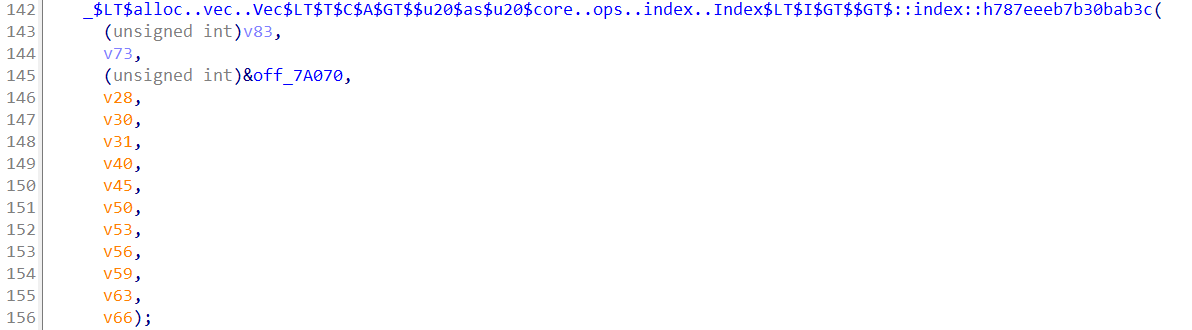 142 _$LT$alloc..vec..Vec$LT$T$C$A$GT$$u20$as$u20$core..ops..index..Index$LT$I$GT$$GT$::index::h787eeeb7b30bab3c(
143 (unsigned int)v83,
144 v73,
145 (unsigned int)&off_7A070,
146 v28,
147 v30,
148 v31,
149 v40,
150 v45,
151 v50,
152 v53,
153 v56,
154 v59,
155 v63,
156 v66);